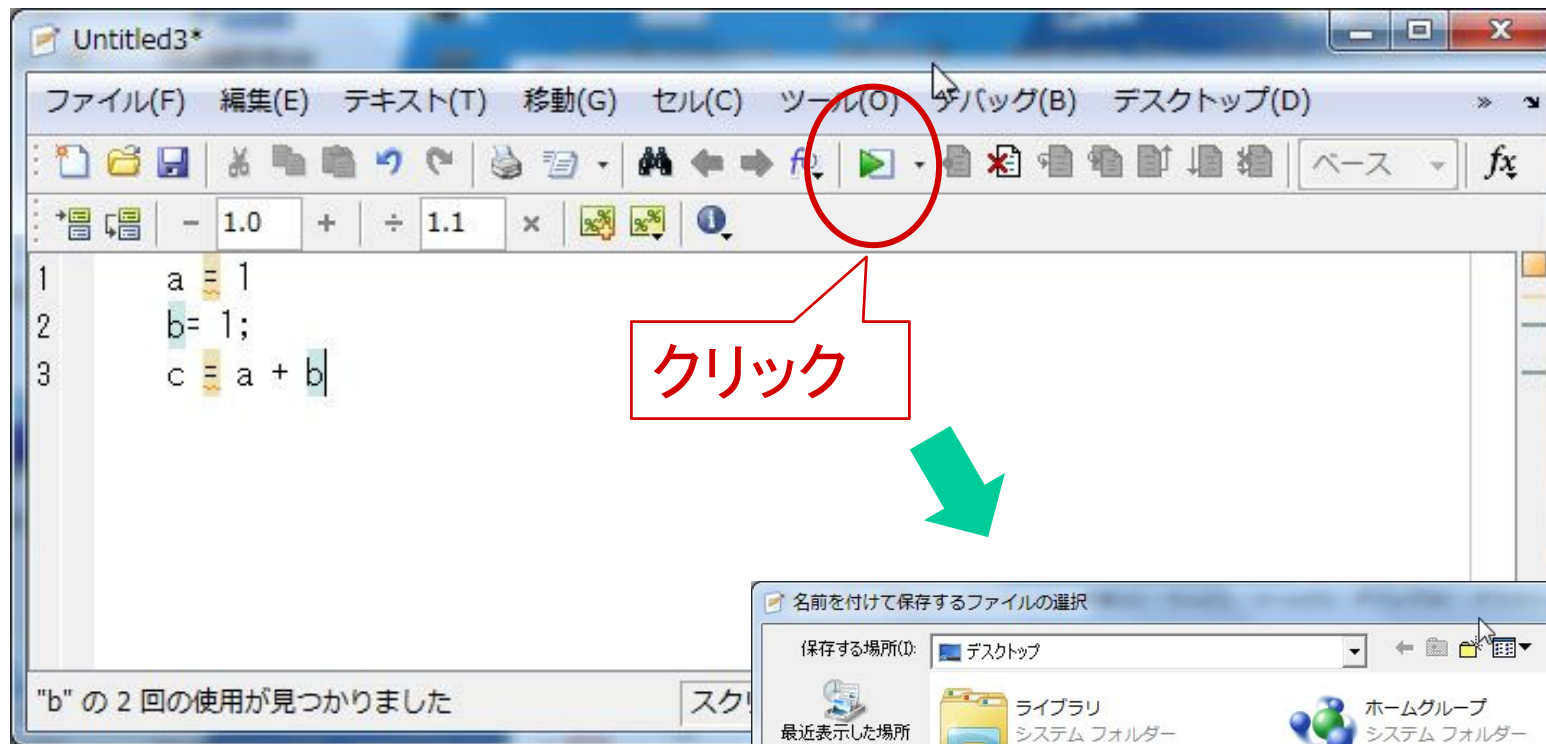 Untitled3*
ファイル(F) 編集(E) テキスト(T) 移動(G) セル(C) ツール(O) デバッグ(B) デスクトップ(D) »
ベース fx
− 1.0 + ÷ 1.1 ×
1 a = 1
2 b= 1;
3 c = a + b
クリック
"b" の 2 回の使用が見つかりました
名前を付けて保存するファイルの選択
保存する場所(I): デスクトップ
最近表示した場所
ライブラリ
システム フォルダー
ホームグループ
システム フォルダー